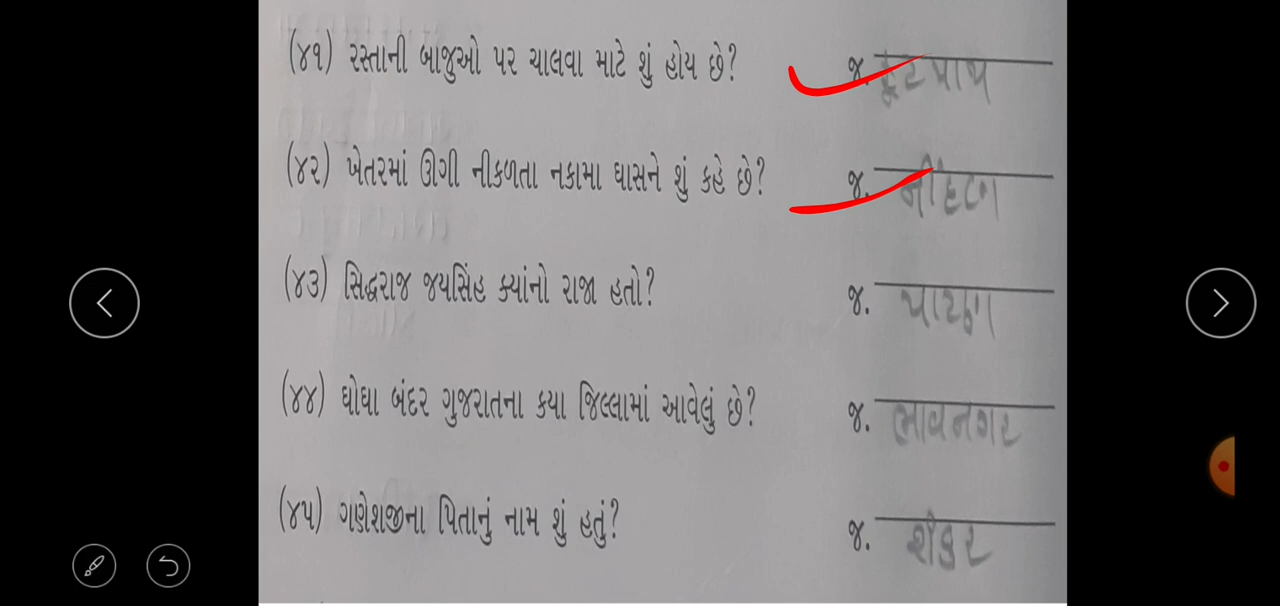 (૪૧) રસ્તાની બાજુઓ પર ચાલવા માટે શું હોય છે? જ. ફૂટપાથ
(૪૨) ખેતરમાં ઊગી નીકળતા નકામા ઘાસને શું કહે છે? જ.
(૪૩) સિદ્ધરાજ જયસિંહ ક્યાંનો રાજા હતો? જ. પાટણ
(૪૪) ઘોઘા બંદર ગુજરાતના કયા જિલ્લામાં આવેલું છે? જ. ભાવનગર
(૪૫) ગણેશજીના પિતાનું નામ શું હતું? જ. શંકર